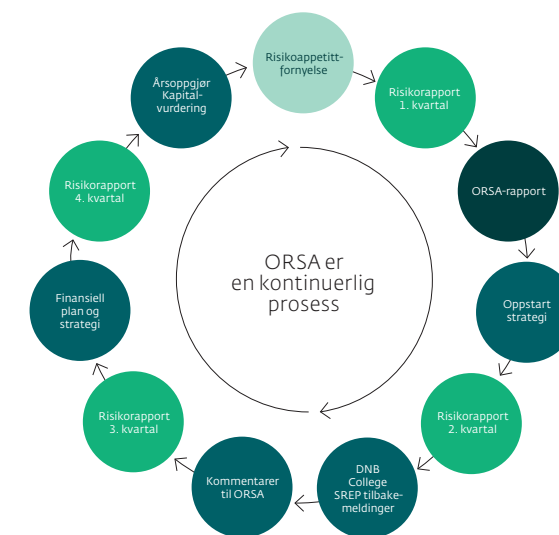 Risikoappetitt-
fornyelse
Risikorapport
1. kvartal
ORSA-rapport
Oppstart
strategi
Risikorapport
2. kvartal
DNB
College
SREP tilbake-
meldinger
Kommentarer
til ORSA
Risikorapport
3. kvartal
Finansiell
plan og
strategi
Risikorapport
4. kvartal
Årsoppgjør
Kapital-
vurdering
ORSA er
en kontinuerlig
prosess